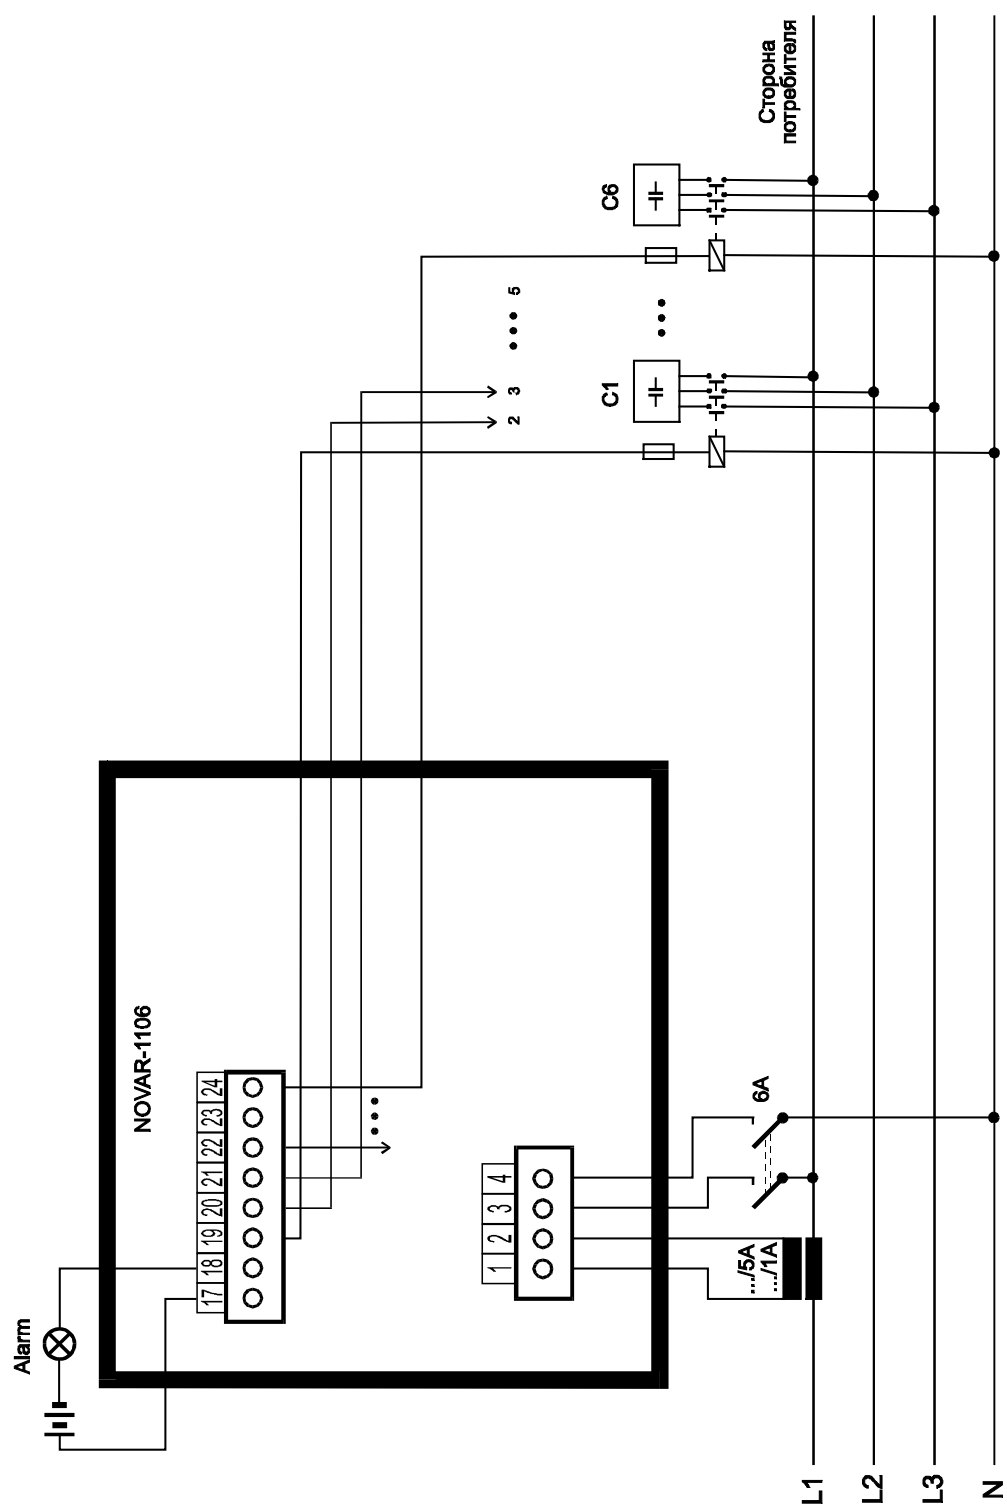 Alarm
NOVAR-1106
17 18 19 20 21 22 23 24
1 2 3 4
.../5A
.../1A
6A
2 3 5
C1
C6
Сторона
потребителя
L1
L2
L3
N